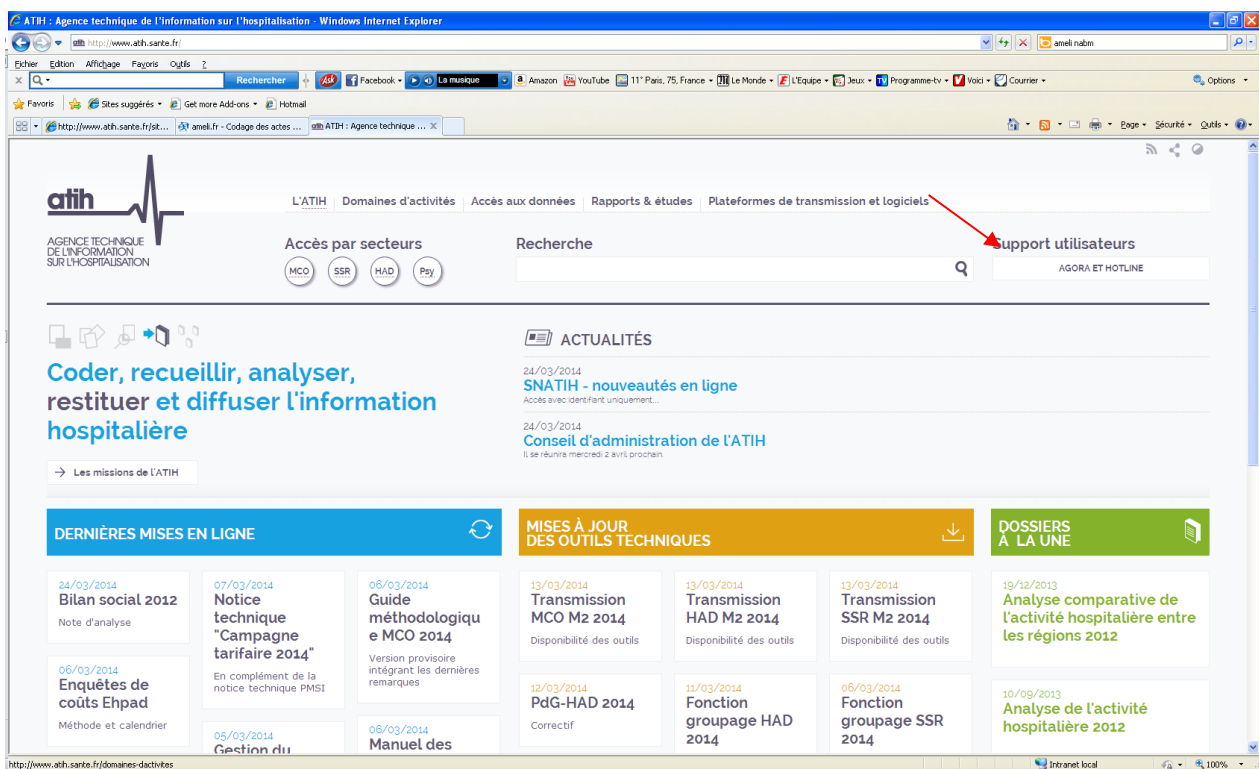 ATIH : Agence technique de l'information sur l'hospitalisation - Windows Internet Explorer
http://www.atih.sante.fr/
ameli nabm
Fichier Edition Affichage Favoris Outils ?
Rechercher Ask Facebook La musique Amazon YouTube 11° Paris, 75, France Le Monde L'Equipe Jeux Programme-tv Voici Courrier Options
Favoris Sites suggérés Get more Add-ons Hotmail
http://www.atih.sante.fr/sit... ameli.fr - Codage des actes ... ATIH : Agence technique ... X
Page Sécurité Outils
atih
AGENCE TECHNIQUE
DE L'INFORMATION
SUR L'HOSPITALISATION
L'ATIH Domaines d'activités Accès aux données Rapports & études Plateformes de transmission et logiciels
Accès par secteurs
MCO SSR HAD Psy
Recherche
Support utilisateurs
AGORA ET HOTLINE
Coder, recueillir, analyser,
restituer et diffuser l'information
hospitalière
→ Les missions de l'ATIH
ACTUALITÉS
24/03/2014
SNATIH - nouveautés en ligne
Accès avec identifiant uniquement...
24/03/2014
Conseil d'administration de l'ATIH
Il se réunira mercredi 2 avril prochain.
DERNIÈRES MISES EN LIGNE
24/03/2014
Bilan social 2012
Note d'analyse
06/03/2014
Enquêtes de
coûts Ehpad
Méthode et calendrier
07/03/2014
Notice
technique
"Campagne
tarifaire 2014"
En complément de la
notice technique PMSI
05/03/2014
Gestion du
06/03/2014
Guide
méthodologiqu
e MCO 2014
Version provisoire
intégrant les dernières
remarques
06/03/2014
Manuel des
MISES À JOUR
DES OUTILS TECHNIQUES
13/03/2014
Transmission
MCO M2 2014
Disponibilité des outils
12/03/2014
PdG-HAD 2014
Correctif
13/03/2014
Transmission
HAD M2 2014
Disponibilité des outils
11/03/2014
Fonction
groupage HAD
2014
13/03/2014
Transmission
SSR M2 2014
Disponibilité des outils
06/03/2014
Fonction
groupage SSR
2014
DOSSIERS
À LA UNE
19/12/2013
Analyse comparative de
l'activité hospitalière entre
les régions 2012
10/09/2013
Analyse de l'activité
hospitalière 2012
http://www.atih.sante.fr/domaines-dactivites
Intranet local
100%